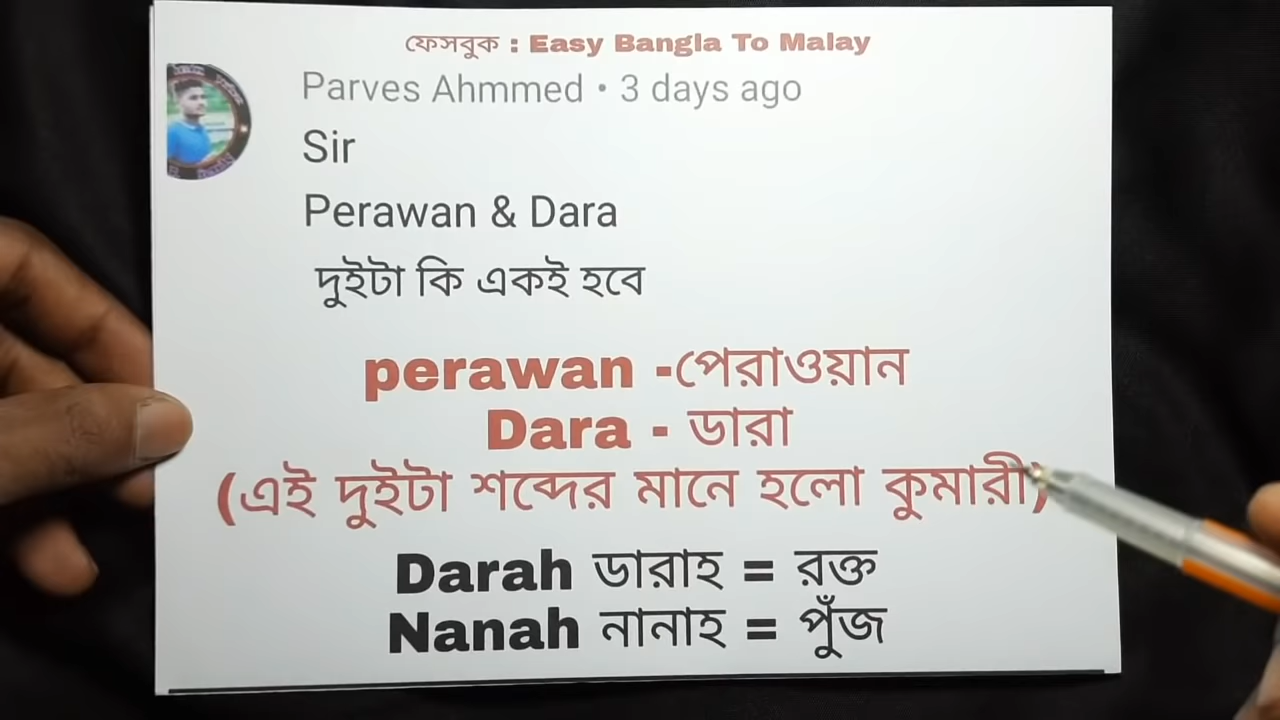 ফেসবুক : Easy Bangla To Malay
Parves Ahmmed • 3 days ago
Sir
Perawan & Dara
দুইটা কি একই হবে
perawan -পেরাওয়ান
Dara - ডারা
(এই দুইটা শব্দের মানে হলো কুমারী)
Darah ডারাহ = রক্ত
Nanah নানাহ = পুঁজ